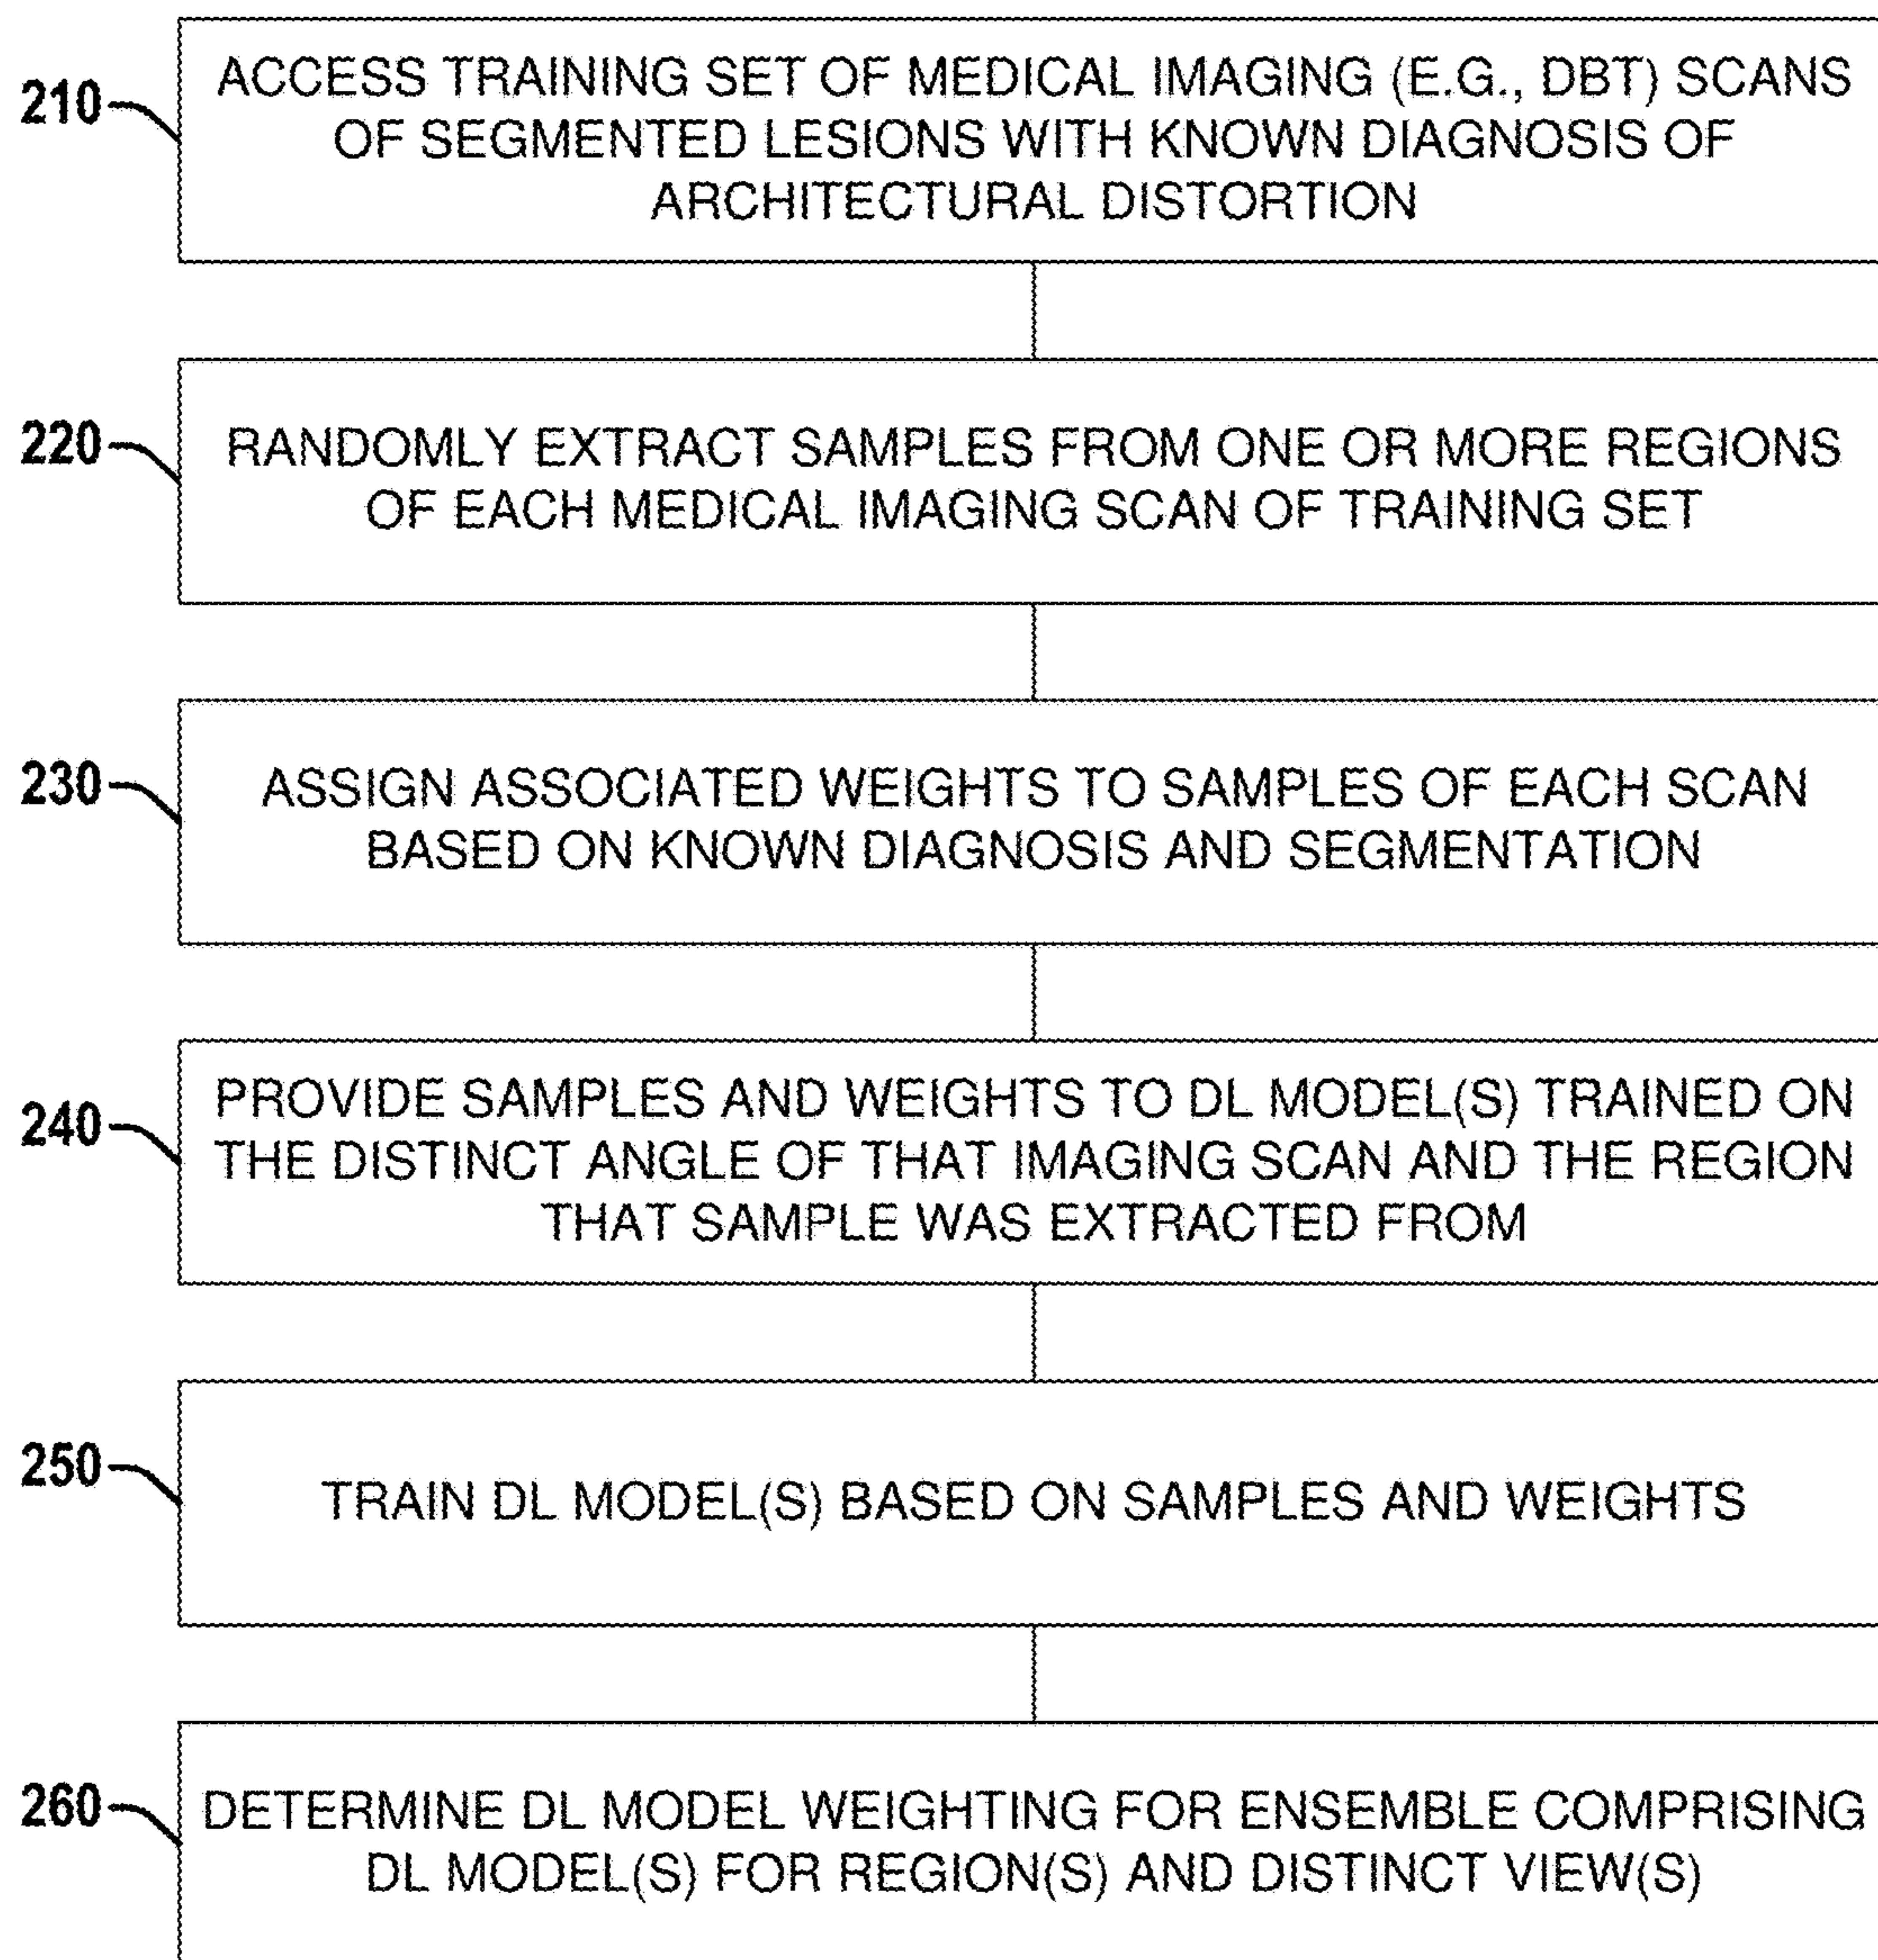 210
ACCESS TRAINING SET OF MEDICAL IMAGING (E.G., DBT) SCANS
OF SEGMENTED LESIONS WITH KNOWN DIAGNOSIS OF
ARCHITECTURAL DISTORTION
220
RANDOMLY EXTRACT SAMPLES FROM ONE OR MORE REGIONS
OF EACH MEDICAL IMAGING SCAN OF TRAINING SET
230
ASSIGN ASSOCIATED WEIGHTS TO SAMPLES OF EACH SCAN
BASED ON KNOWN DIAGNOSIS AND SEGMENTATION
240
PROVIDE SAMPLES AND WEIGHTS TO DL MODEL(S) TRAINED ON
THE DISTINCT ANGLE OF THAT IMAGING SCAN AND THE REGION
THAT SAMPLE WAS EXTRACTED FROM
250
TRAIN DL MODEL(S) BASED ON SAMPLES AND WEIGHTS
260
DETERMINE DL MODEL WEIGHTING FOR ENSEMBLE COMPRISING
DL MODEL(S) FOR REGION(S) AND DISTINCT VIEW(S)